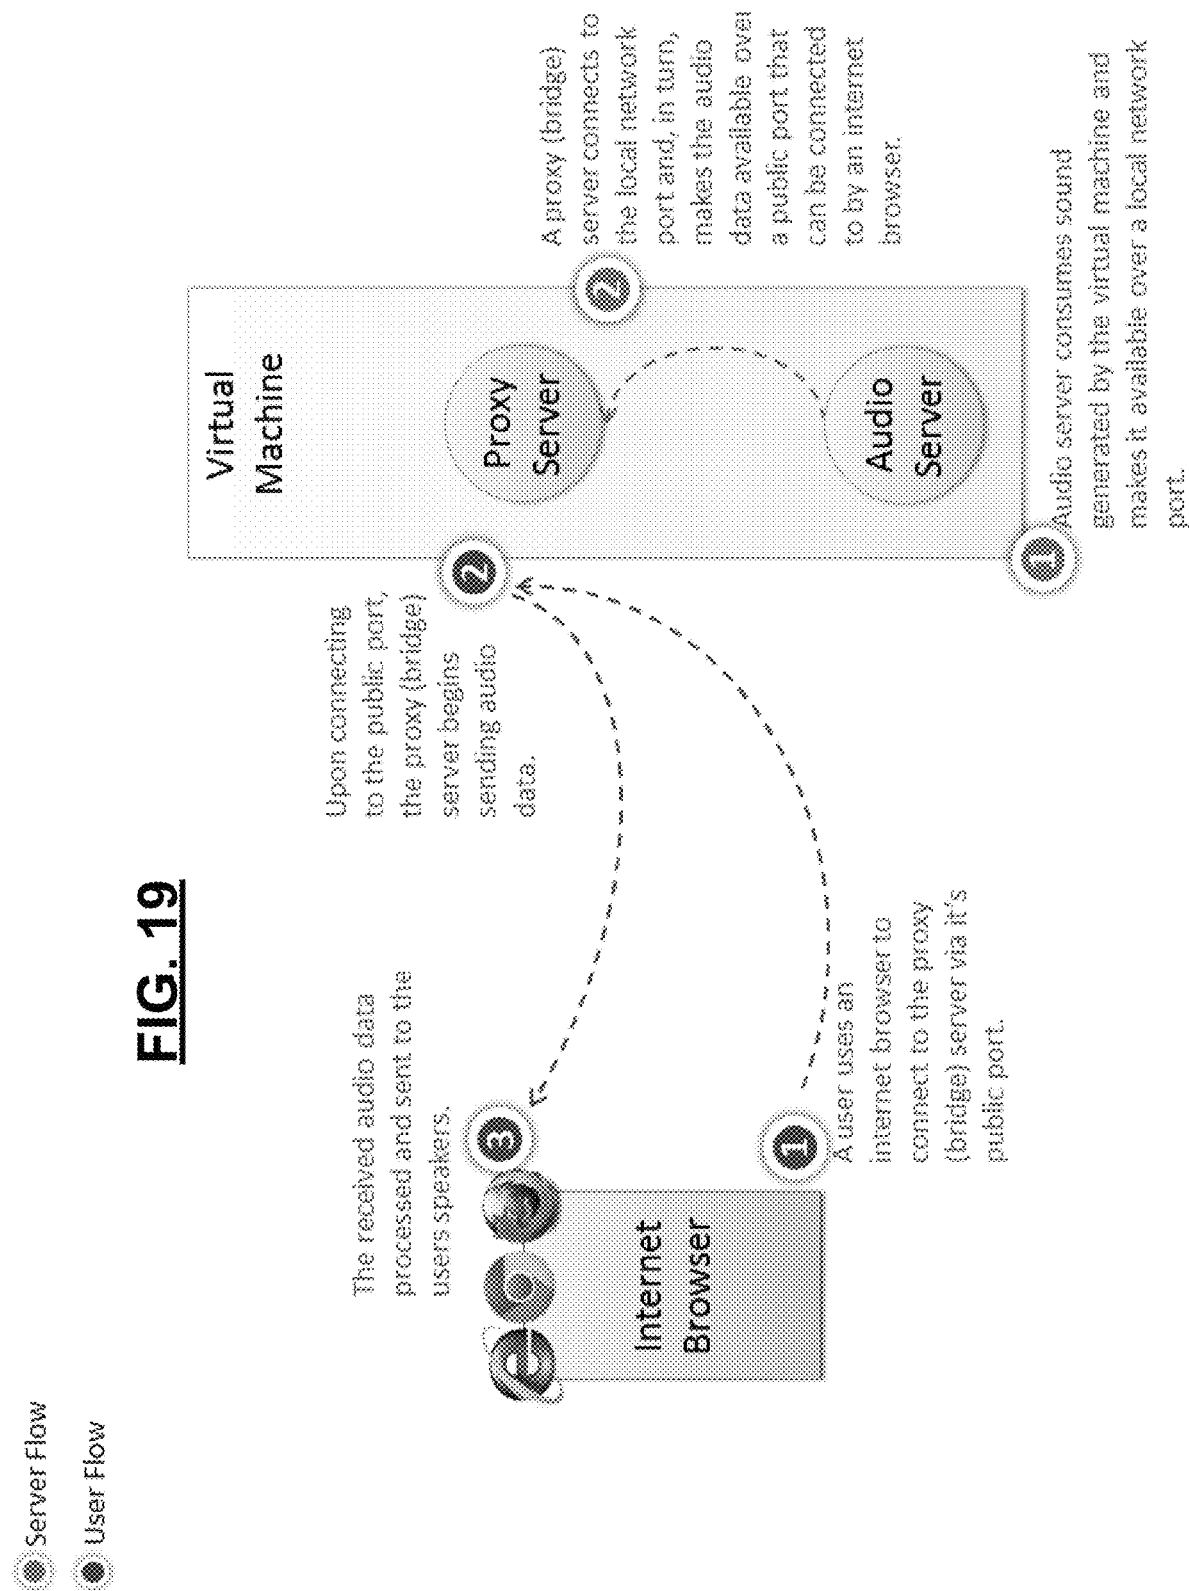 Server Flow
User Flow
FIG. 19
The received audio data
processed and sent to the
users speakers.
3
e
Internet
Browser
1
A user uses an
internet browser to
connect to the proxy
(bridge) server via it's
public port.
Upon connecting
to the public port,
the proxy (bridge)
server begins
sending audio
data.
2
Virtual
Machine
Proxy
Server
Audio
Server
1
Audio server consumes sound
generated by the virtual machine and
makes it available over a local network
port.
2
A proxy (bridge)
server connects to
the local network
port and, in turn,
makes the audio
data available over
a public port that
can be connected
to by an internet
browser.